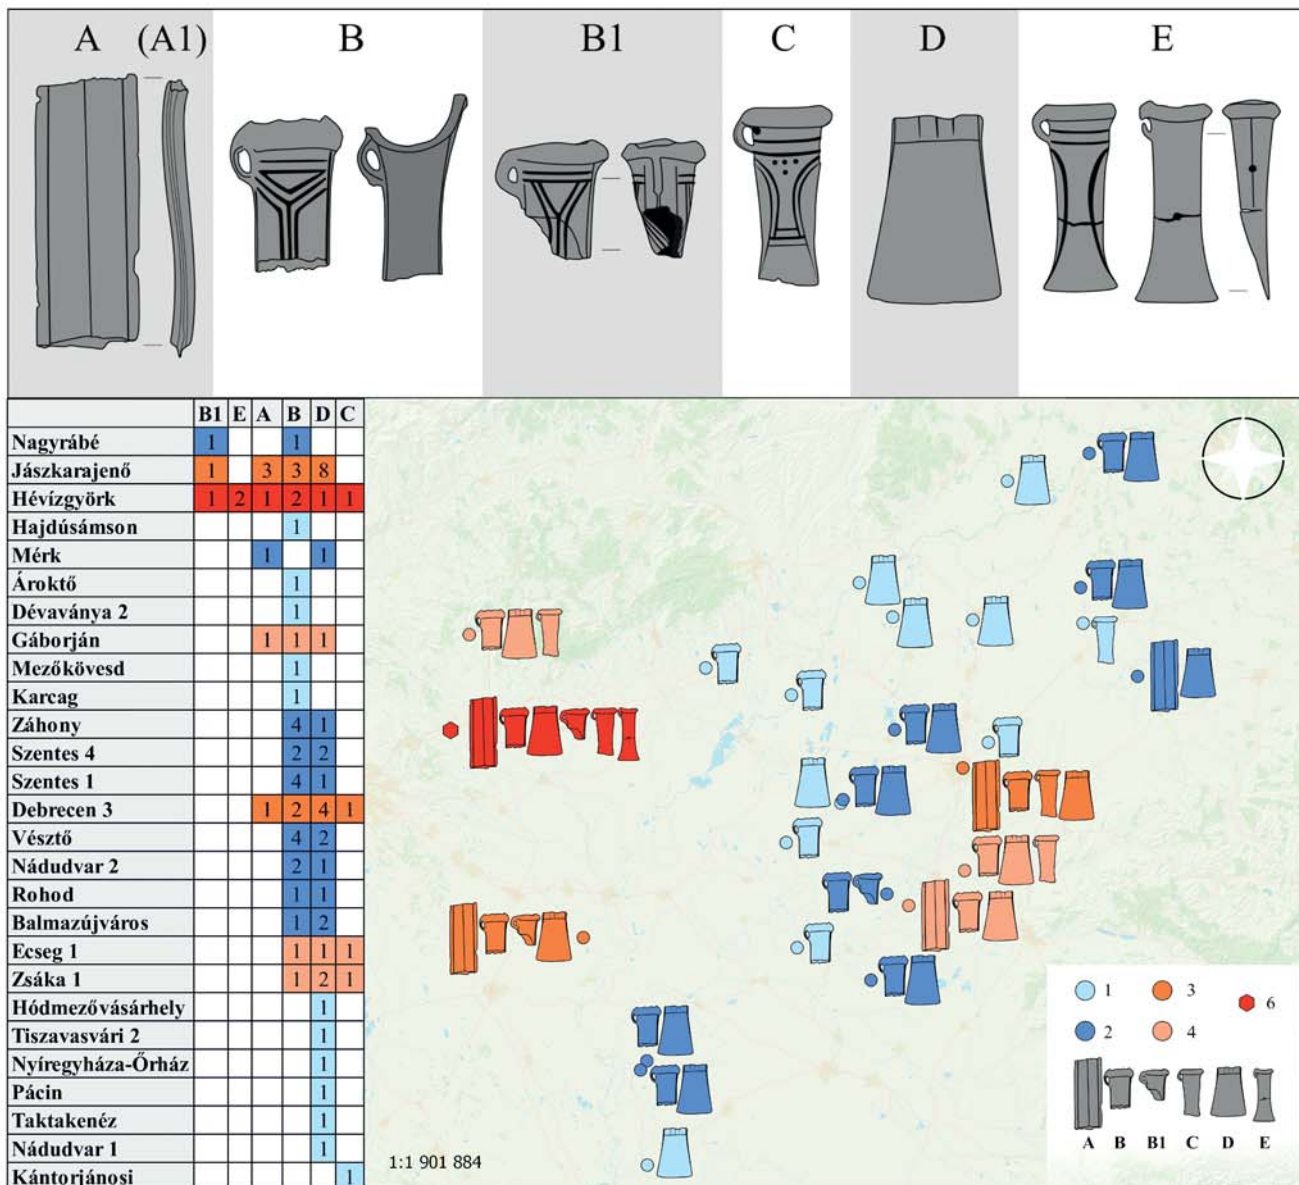 A (A1) B B1 C D E
B1 E A B D C
Nagyrábé 1 1
Jászkarajenő 1 3 3 8
Hévízgyörk 1 2 1 2 1 1
Hajdúsámson 1
Mérk 1 1
Ároktő 1
Dévaványa 2 1
Gáborján 1 1 1
Mezőkövesd 1
Karcag 1
Záhony 4 1
Szentes 4 2 2
Szentes 1 4 1
Debrecen 3 1 2 4 1
Vésztő 4 2
Nádudvar 2 2 1
Rohod 1 1
Balmazújváros 1 2
Ecseg 1 1 1 1
Zsáka 1 1 2 1
Hódmezővásárhely 1
Tiszavasvári 2 1
Nyíregyháza-Őrház 1
Pácin 1
Taktakenéz 1
Nádudvar 1 1
Kántorjánosi 1
1:1 901 884
1 3 6
2 4
A B B1 C D E